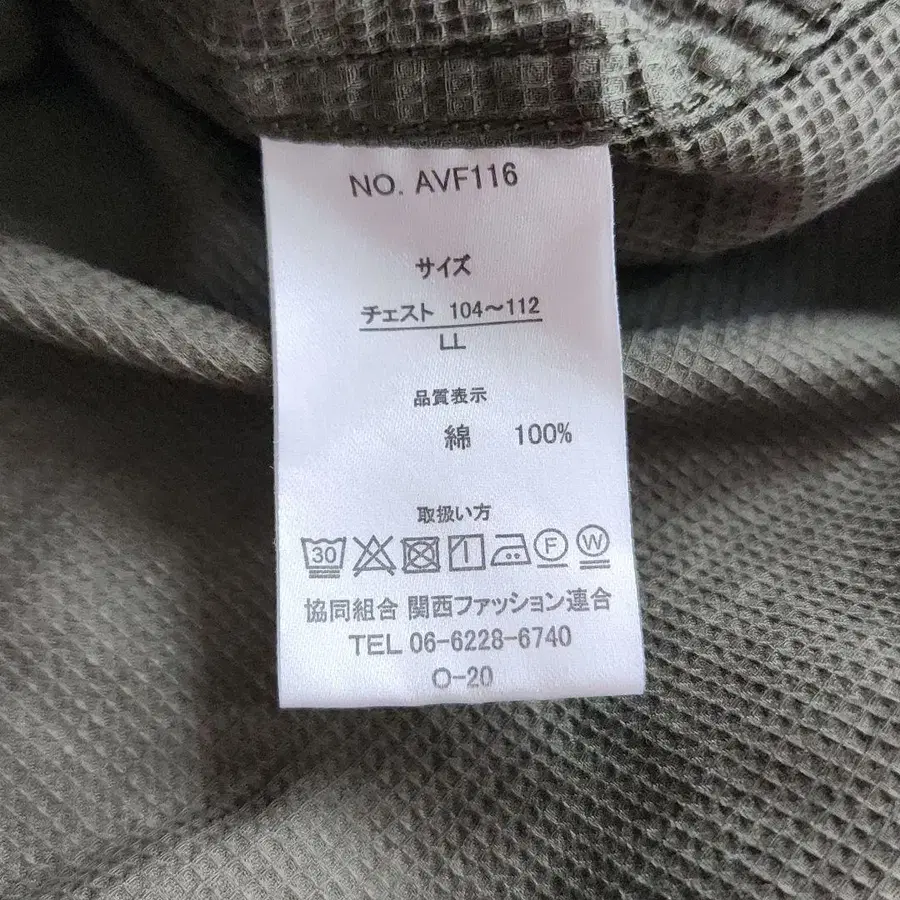 NO. AVF116
サイズ
チェスト 104～112
LL
品質表示
綿 100%
取扱い方
30 F W
協同組合 関西ファッション連合
TEL 06-6228-6740
O-20